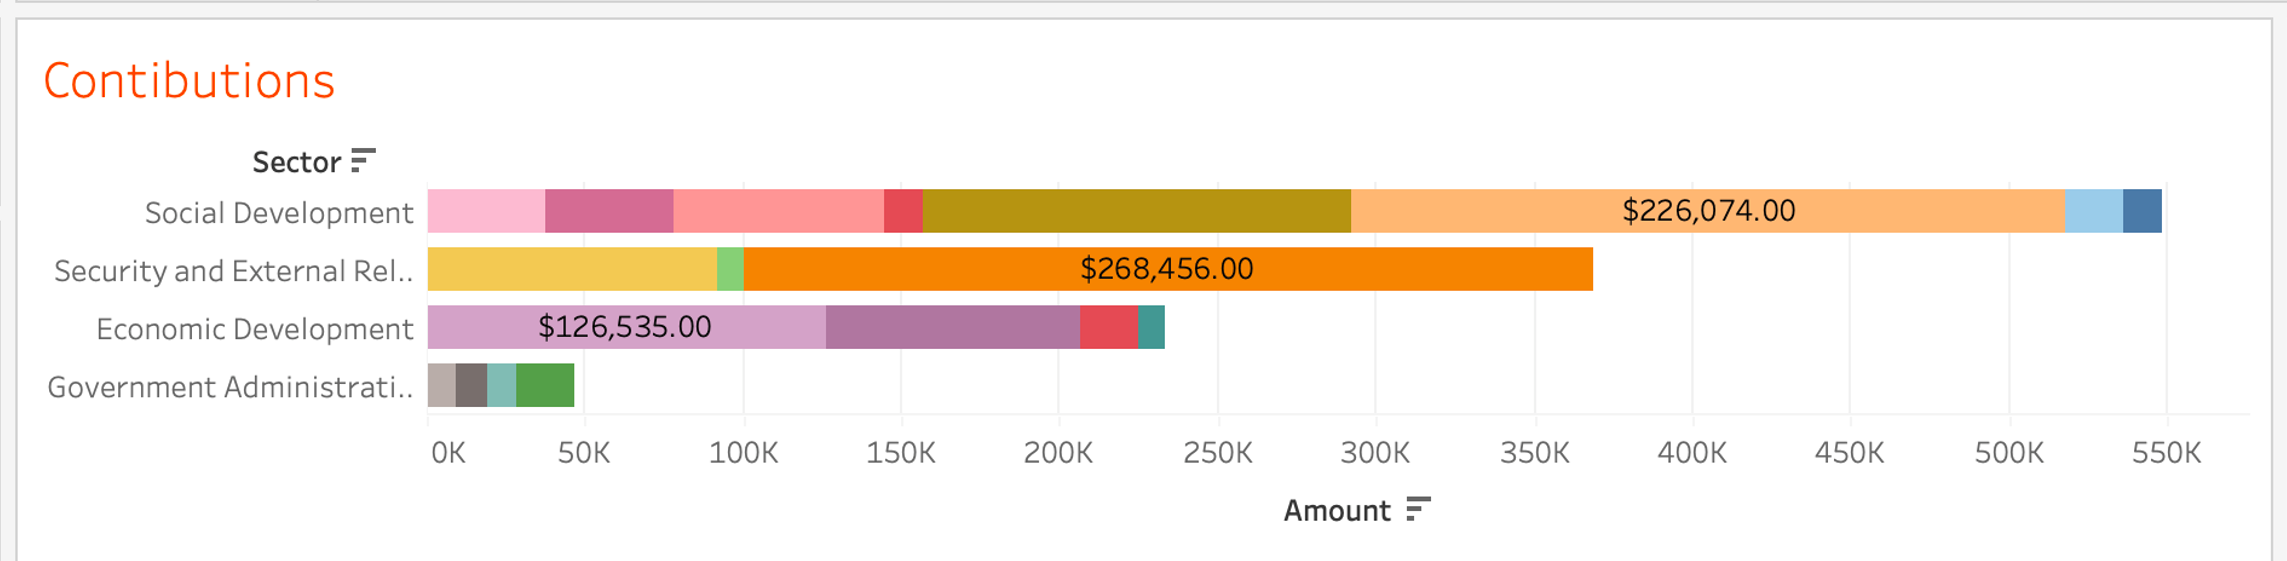 Contibutions
Sector
Social Development
$226,074.00
Security and External Rel..
$268,456.00
Economic Development
$126,535.00
Government Administrati..
0K 50K 100K 150K 200K 250K 300K 350K 400K 450K 500K 550K
Amount